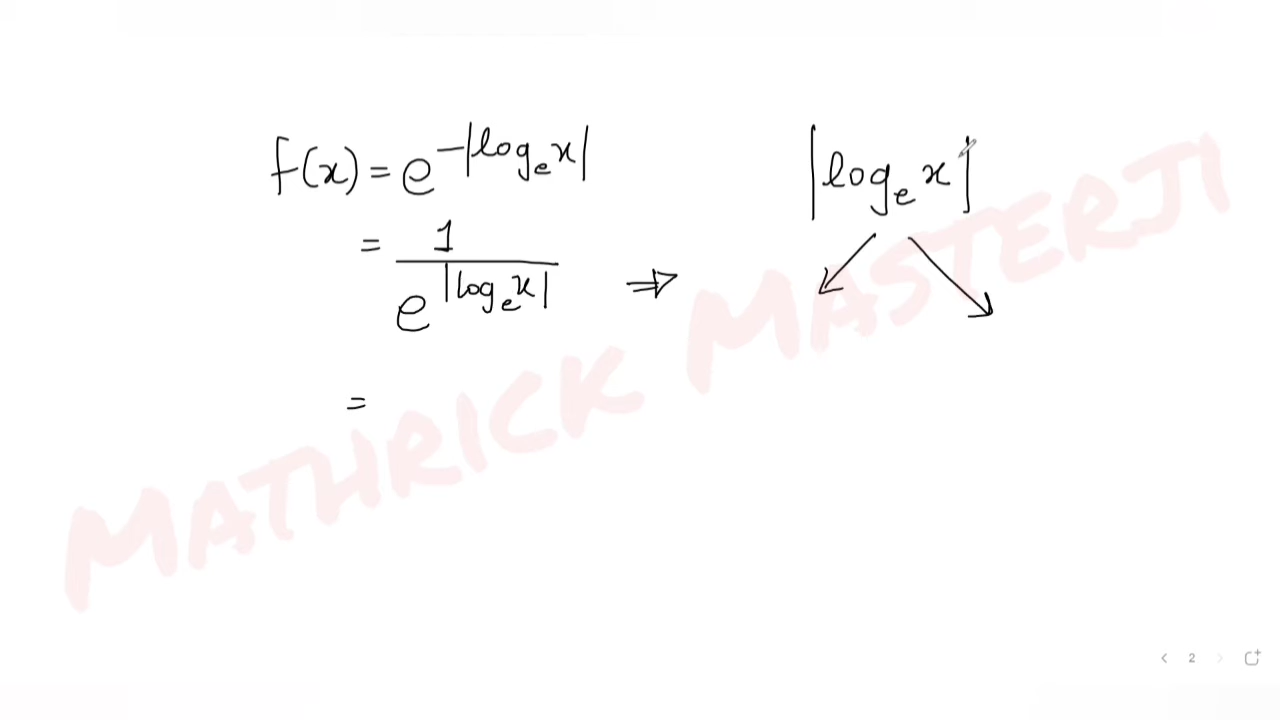 f(x) = e^{-|log_e x|}
= 1 / e^{|log_e x|} ⇒
|log_e x|
=
MATHRICK MASTERJI
< 2 >